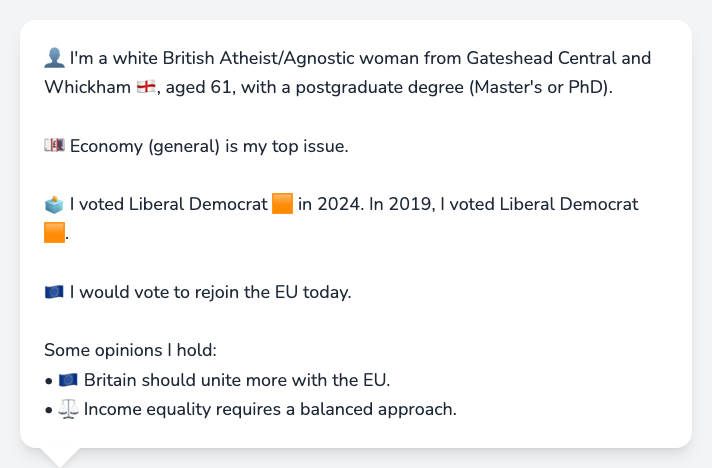 👤 I'm a white British Atheist/Agnostic woman from Gateshead Central and
Whickham 🏴󠁧󠁢󠁥󠁮󠁧󠁿, aged 61, with a postgraduate degree (Master's or PhD).
💷 Economy (general) is my top issue.
🗳️ I voted Liberal Democrat 🟧 in 2024. In 2019, I voted Liberal Democrat
🟧.
🇪🇺 I would vote to rejoin the EU today.
Some opinions I hold:
• 🇪🇺 Britain should unite more with the EU.
• ⚖️ Income equality requires a balanced approach.